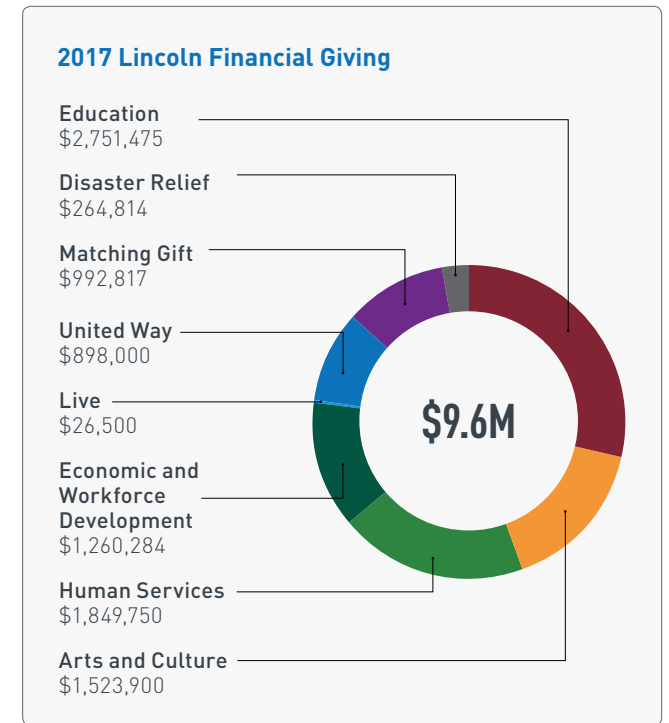 2017 Lincoln Financial Giving
Education
$2,751,475
Disaster Relief
$264,814
Matching Gift
$992,817
United Way
$898,000
Live
$26,500
Economic and
Workforce
Development
$1,260,284
Human Services
$1,849,750
Arts and Culture
$1,523,900
$9.6M